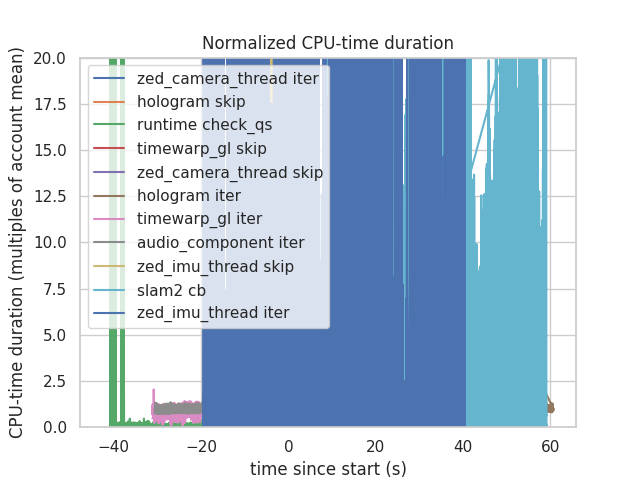 Normalized CPU-time duration
CPU-time duration (multiples of account mean)
20.0
17.5
15.0
12.5
10.0
7.5
5.0
2.5
0.0
zed_camera_thread iter
hologram skip
runtime check_qs
timewarp_gl skip
zed_camera_thread skip
hologram iter
timewarp_gl iter
audio_component iter
zed_imu_thread skip
slam2 cb
zed_imu_thread iter
−40 −20 0 20 40 60
time since start (s)